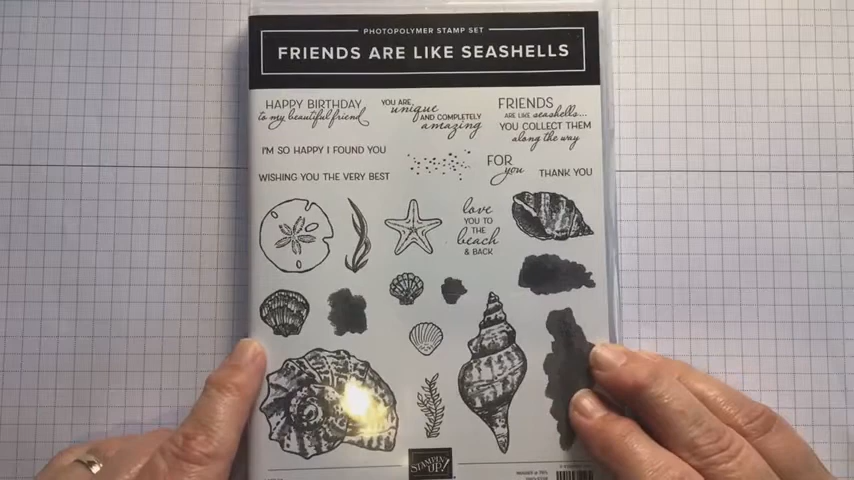 PHOTOPOLYMER STAMP SET
FRIENDS ARE LIKE SEASHELLS
HAPPY BIRTHDAY
to my beautiful friend
YOU ARE
unique
AND COMPLETELY
amazing
FRIENDS
ARE LIKE seashells...
YOU COLLECT THEM
along the way
I'M SO HAPPY I FOUND YOU
FOR
you
THANK YOU
WISHING YOU THE VERY BEST
love
YOU TO
THE
beach
& BACK
STAMPIN' UP!